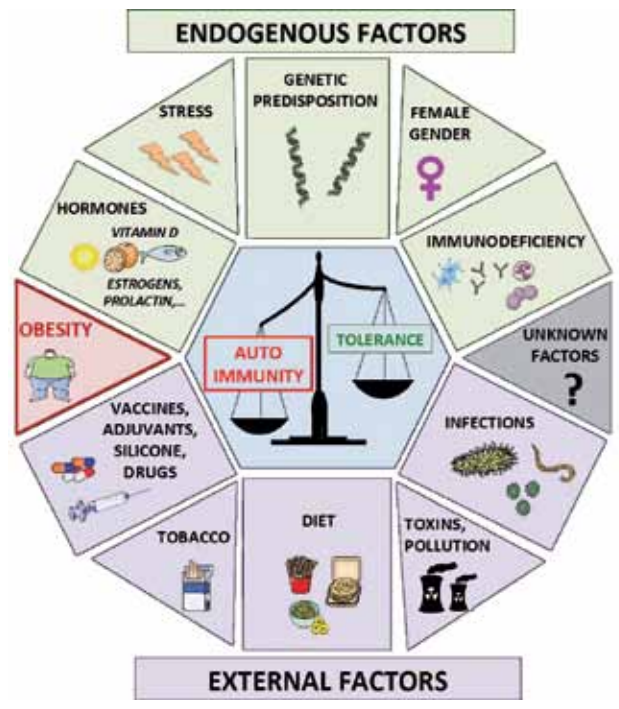 ENDOGENOUS FACTORS
GENETIC
PREDISPOSITION
STRESS
FEMALE
GENDER
HORMONES
VITAMIN D
ESTROGENS,
PROLACTIN,...
IMMUNODEFICIENCY
OBESITY
AUTO
IMMUNITY
TOLERANCE
UNKNOWN
FACTORS
?
VACCINES,
ADJUVANTS,
SILICONE,
DRUGS
INFECTIONS
TOBACCO
DIET
TOXINS,
POLLUTION
EXTERNAL FACTORS